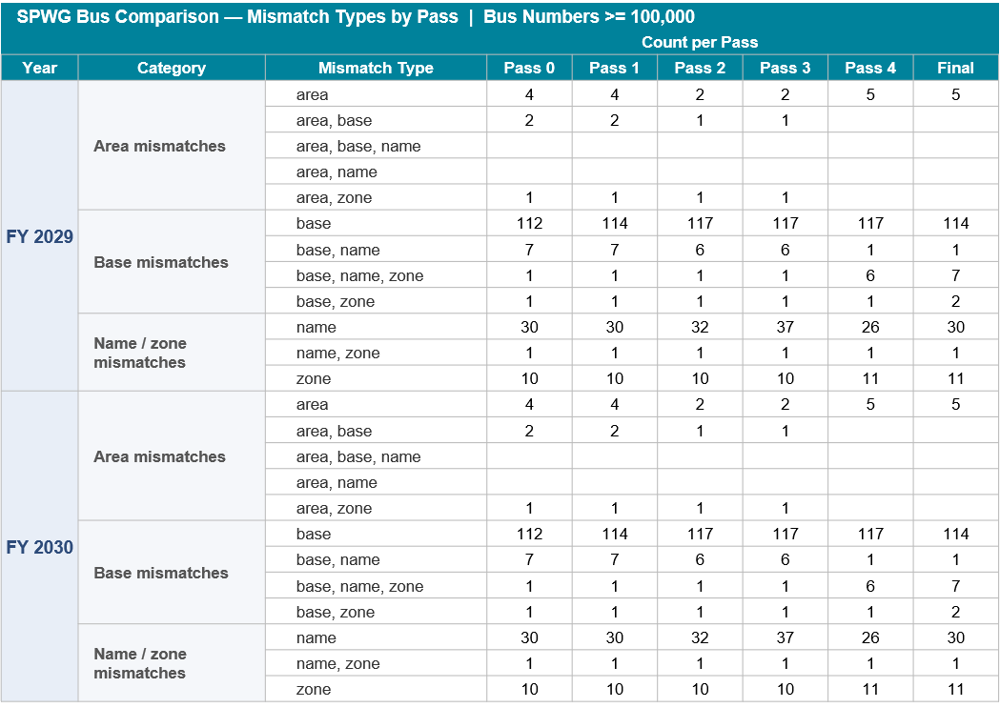 SPWG Bus Comparison — Mismatch Types by Pass | Bus Numbers >= 100,000
Count per Pass
Year Category Mismatch Type Pass 0 Pass 1 Pass 2 Pass 3 Pass 4 Final
FY 2029
Area mismatches
area 4 4 2 2 5 5
area, base 2 2 1 1
area, base, name
area, name
area, zone 1 1 1 1
Base mismatches
base 112 114 117 117 117 114
base, name 7 7 6 6 1 1
base, name, zone 1 1 1 1 6 7
base, zone 1 1 1 1 1 2
Name / zone
mismatches
name 30 30 32 37 26 30
name, zone 1 1 1 1 1 1
zone 10 10 10 10 11 11
FY 2030
Area mismatches
area 4 4 2 2 5 5
area, base 2 2 1 1
area, base, name
area, name
area, zone 1 1 1 1
Base mismatches
base 112 114 117 117 117 114
base, name 7 7 6 6 1 1
base, name, zone 1 1 1 1 6 7
base, zone 1 1 1 1 1 2
Name / zone
mismatches
name 30 30 32 37 26 30
name, zone 1 1 1 1 1 1
zone 10 10 10 10 11 11